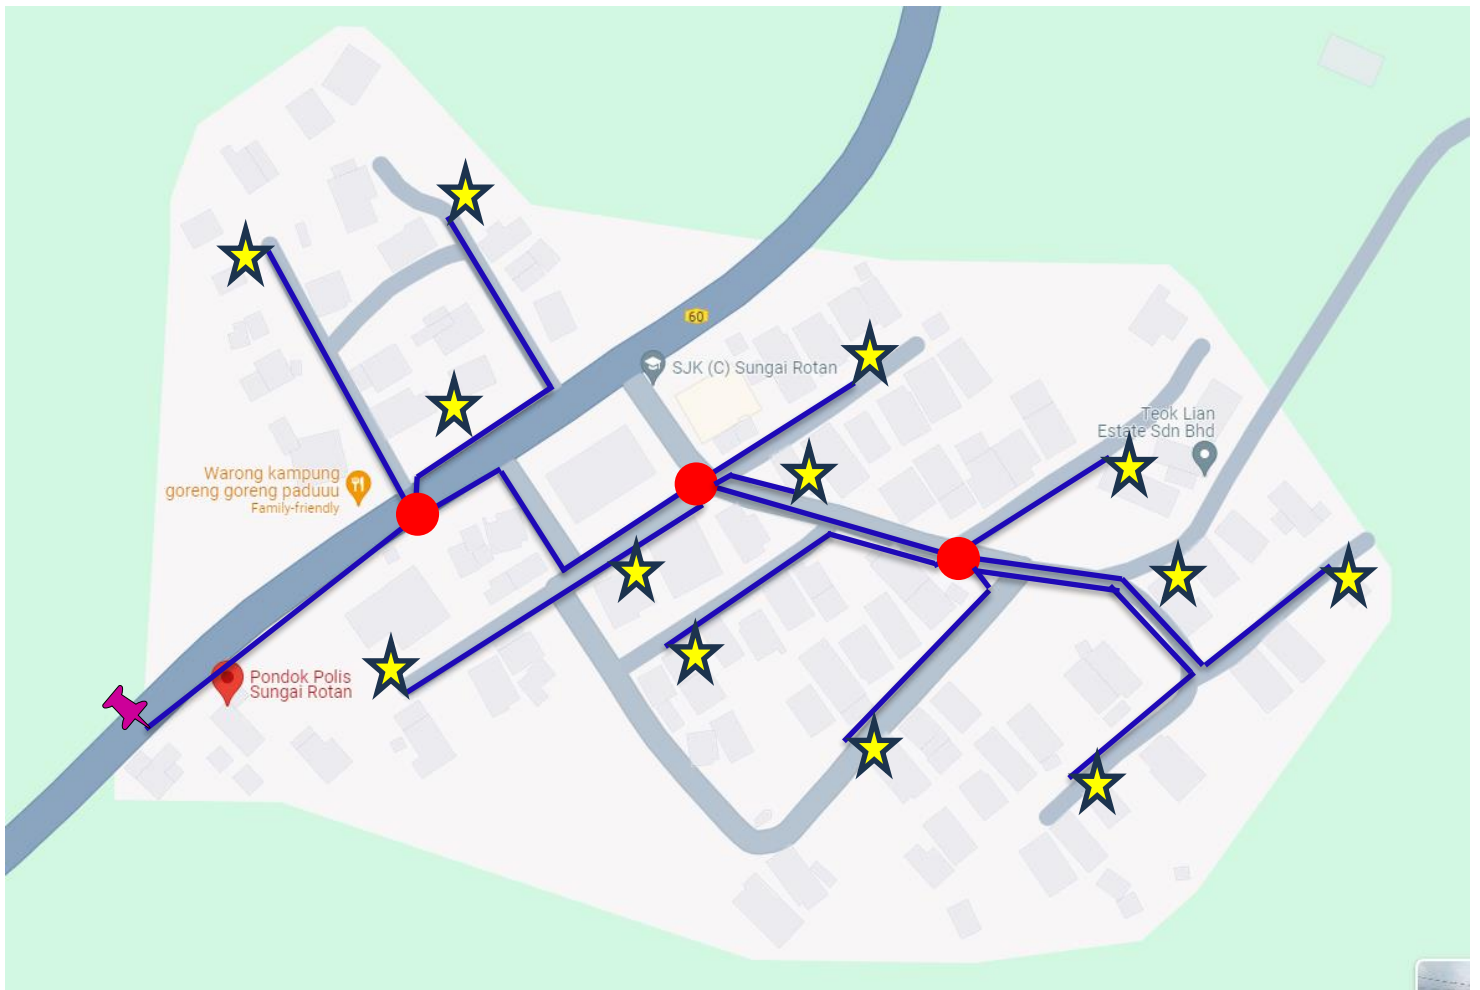 60
SJK (C) Sungai Rotan
Teok Lian
Estate Sdn Bhd
Warong kampung
goreng goreng paduuu
Family-friendly
Pondok Polis
Sungai Rotan